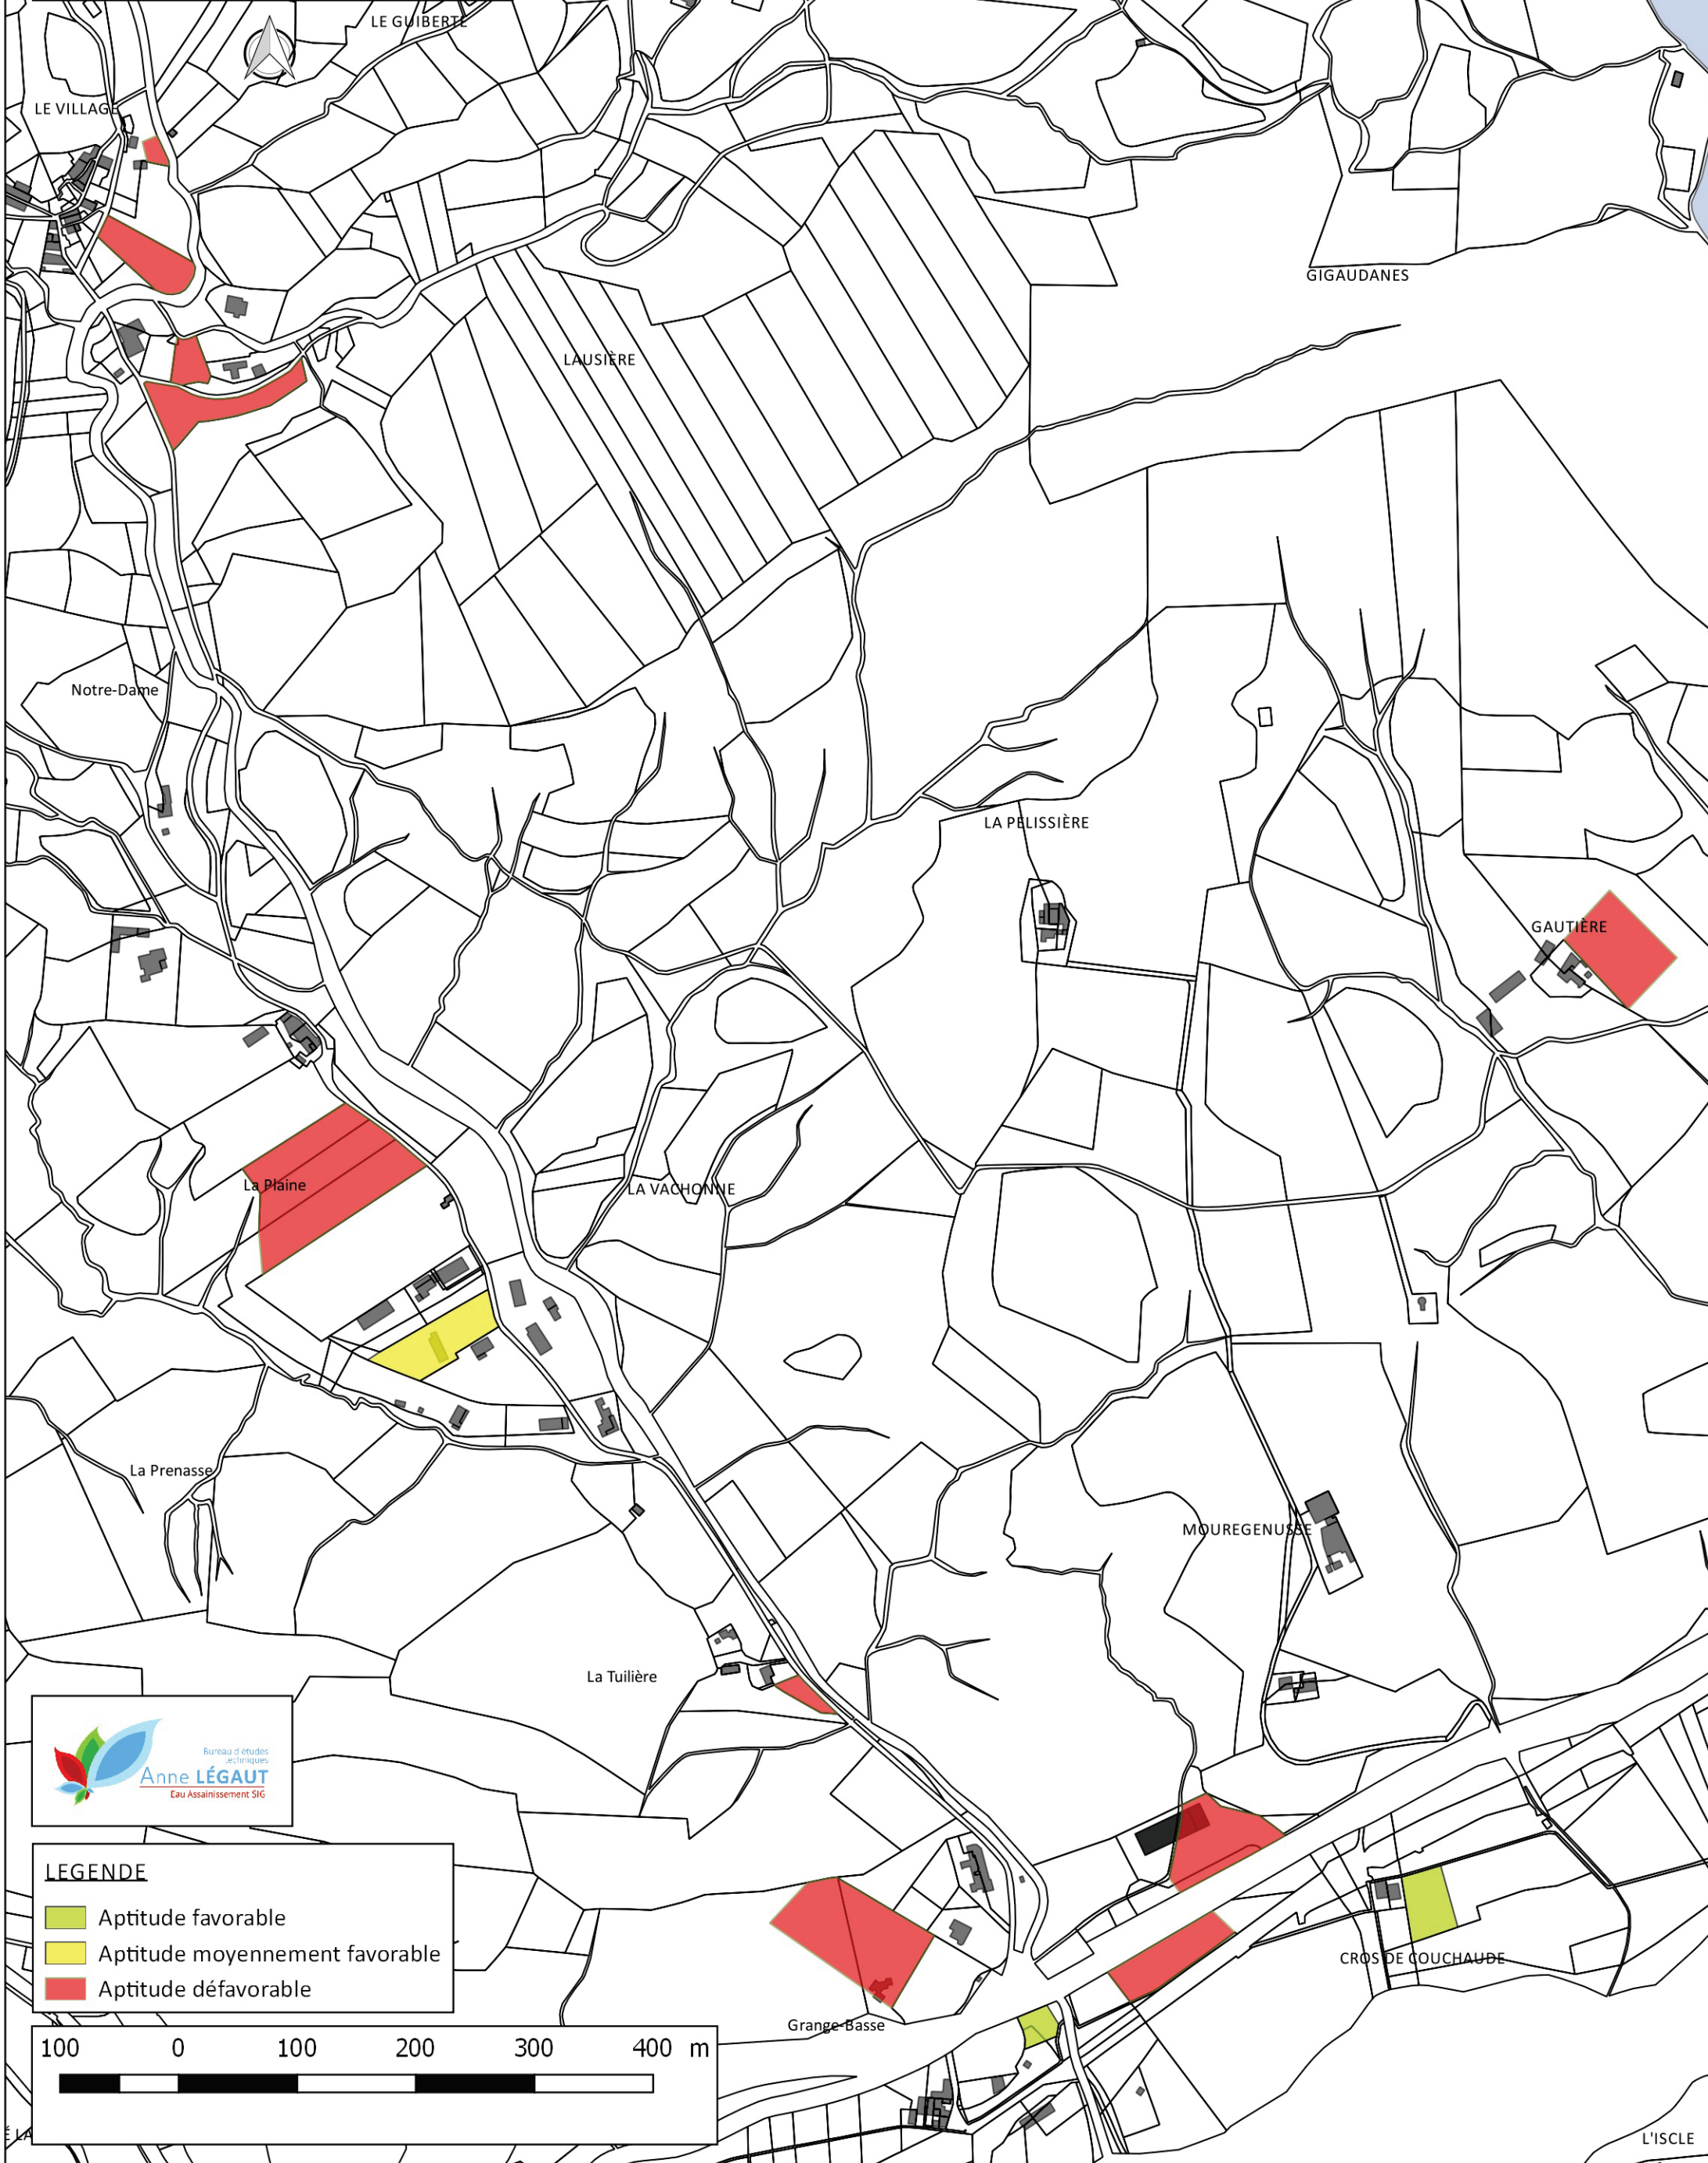 LE GUIBERTÉ
LE VILLAGE
GIGAUDANES
LAUSIÈRE
Notre-Dame
LA PÉLISSIÈRE
GAUTIÈRE
La Plaine
LA VACHONNE
La Prenasse
MOUREGENUSSE
La Tuilière
Bureau d'études
techniques
Anne LÉGAUT
Eau Assainissement SIG
LEGENDE
Aptitude favorable
Aptitude moyennement favorable
Aptitude défavorable
CROS DE COUCHAUDE
Grange-Basse
100 0 100 200 300 400 m
L'ISCLE